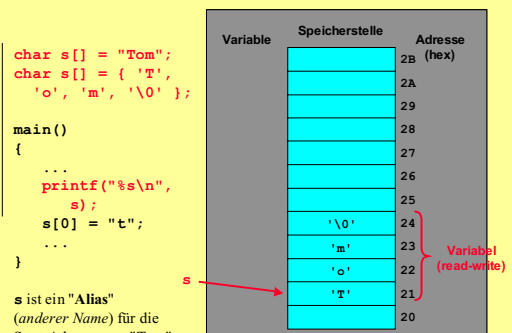 char s[] = "Tom";
char s[] = { 'T',
'o', 'm', '\0' };
main()
{
...
printf("%s\n",
s);
s[0] = "t";
...
}
s ist ein "Alias"
(anderer Name) für die
Variable
Speicherstelle
Adresse
(hex)
2B
2A
29
28
27
26
25
'\0' 24
'm' 23
'o' 22
'T' 21
20
s
Variabel
(read-write)